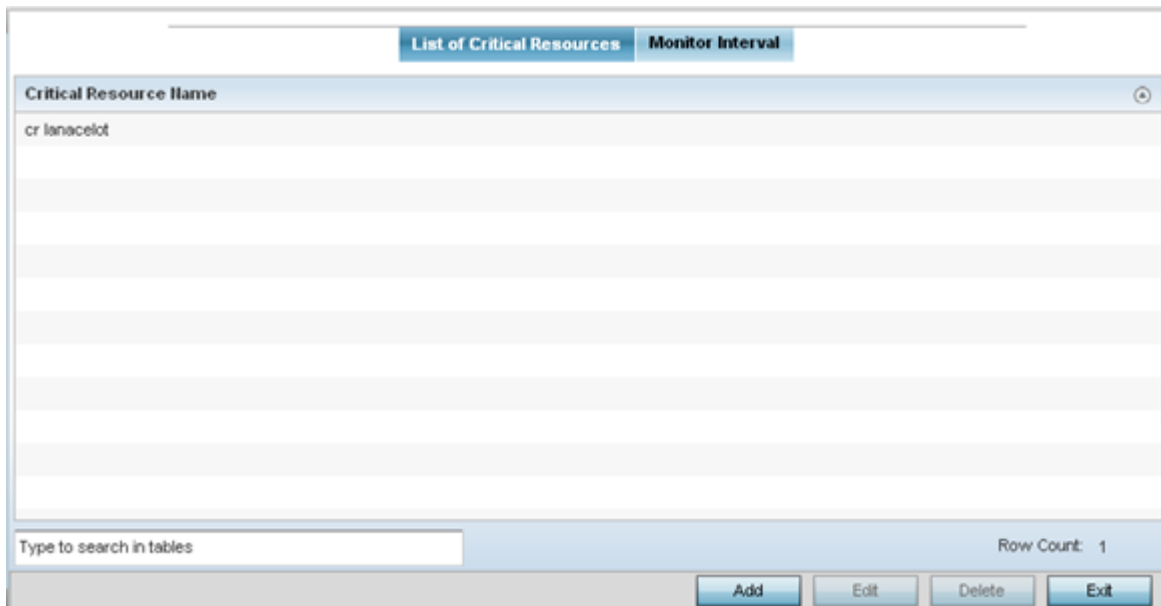 List of Critical Resources Monitor Interval
Critical Resource Name
cr lanacelot
Type to search in tables Row Count: 1
Add Edit Delete Exit